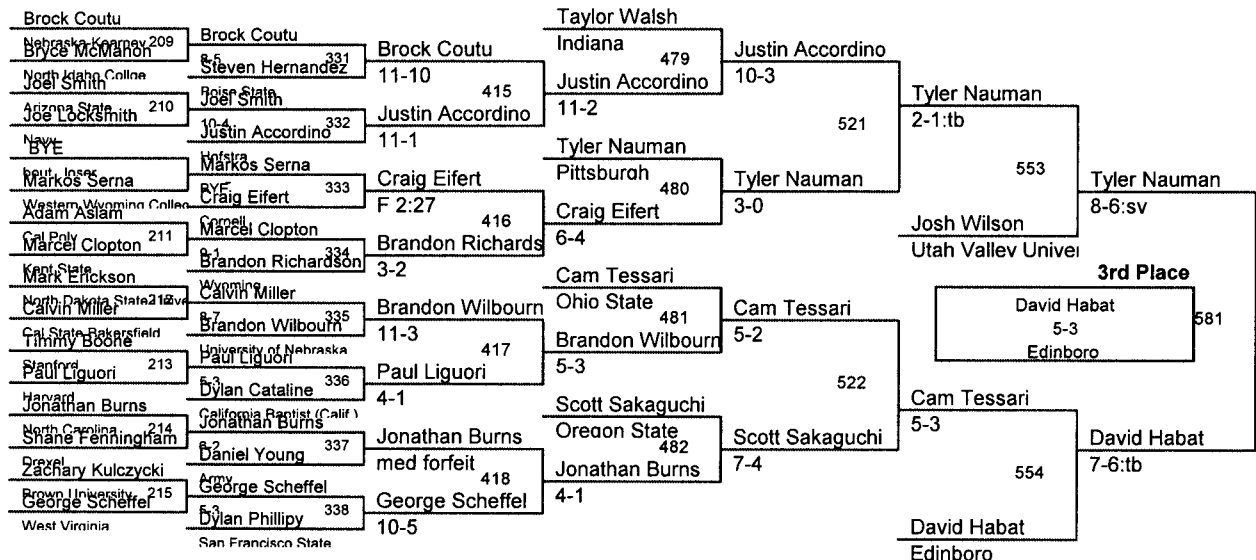 Brock Coutu
Nebraska-Kearney 209
Bryce McMahon
North Idaho College
Joel Smith
Arizona State 210
Joe Locksmith
Navy
BYE
bout. loser
Markos Serna
Western Wyoming Colleg
Adam Aslam
Cal Poly 211
Marcel Clopton
Kent State
Mark Erickson
North Dakota State 212
Calvin Miller
Cal State Bakersfield
Timmy Boone
Stanford 213
Paul Liguori
Harvard
Jonathan Burns
North Carolina 214
Shane Fenningham
Drexel
Zachary Kulczycki
Brown University 215
George Scheffel
West Virginia
Brock Coutu
8-5 331
Steven Hernandez
Boise State
Joel Smith
10-4 332
Justin Accordino
Hofstra
Markos Serna
BYE 333
Craig Eifert
Cornell
Marcel Clopton
9-1 334
Brandon Richardson
Wyoming
Calvin Miller
8-7 335
Brandon Wilbourn
University of Nebraska
Paul Liguori
5-3 336
Dylan Cataline
California Baptist (Calif.)
Jonathan Burns
6-2 337
Daniel Young
Army
George Scheffel
5-3 338
Dylan Phillipy
San Francisco State
Brock Coutu
11-10
415
Justin Accordino
11-1
Craig Eifert
F 2:27
416
Brandon Richards
3-2
Brandon Wilbourn
11-3
417
Paul Liguori
4-1
Jonathan Burns
med forfeit
418
George Scheffel
10-5
Taylor Walsh
Indiana
479
Justin Accordino
11-2
Tyler Nauman
Pittsburgh
480
Craig Eifert
6-4
Cam Tessari
Ohio State
481
Brandon Wilbourn
5-3
Scott Sakaguchi
Oregon State
482
Jonathan Burns
4-1
Justin Accordino
10-3
521
Tyler Nauman
3-0
Cam Tessari
5-2
522
Scott Sakaguchi
7-4
Tyler Nauman
2-1:tb
553
Josh Wilson
Utah Valley Univer
Cam Tessari
5-3
554
David Habat
Edinboro
Tyler Nauman
8-6:sv
3rd Place
David Habat
5-3
Edinboro
581
David Habat
7-6:tb